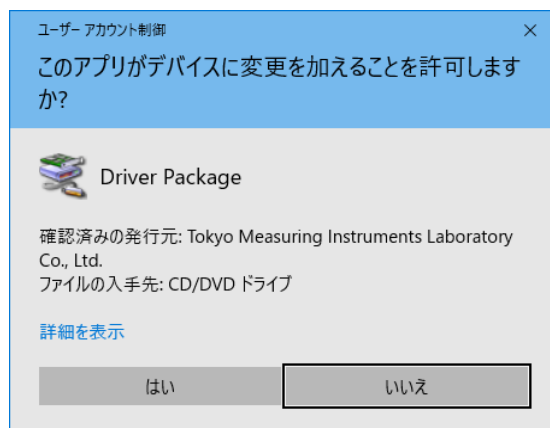 ユーザー アカウント制御
このアプリがデバイスに変更を加えることを許可します
か?
Driver Package
確認済みの発行元: Tokyo Measuring Instruments Laboratory
Co., Ltd.
ファイルの入手先: CD/DVD ドライブ
詳細を表示
はい
いいえ